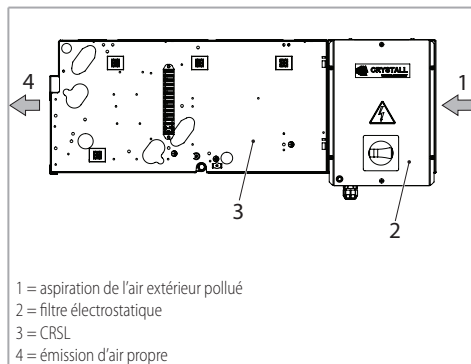 4
1
CRYSTALL
3
2
1 = aspiration de l'air extérieur pollué
2 = filtre électrostatique
3 = CRSL
4 = émission d'air propre